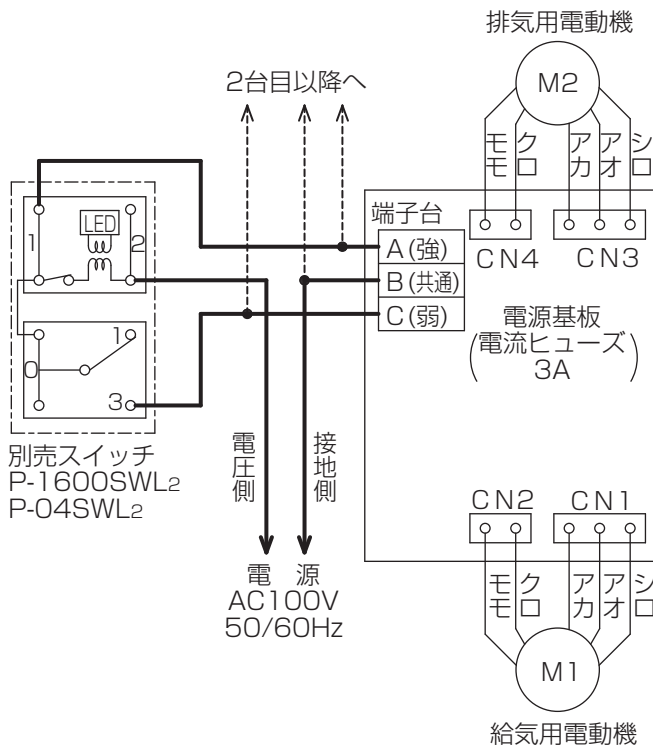 排気用電動機
M2
2台目以降へ
モモ
クロ
アカ
アオ
シロ
LED
1
2
端子台
A(強)
B(共通)
C(弱)
CN4
CN3
電源基板
(電流ヒューズ)
3A
0
1
3
別売スイッチ
P-1600SWL2
P-04SWL2
電圧側
接地側
電源
AC100V
50/60Hz
CN2
CN1
モモ
クロ
アカ
アオ
シロ
M1
給気用電動機